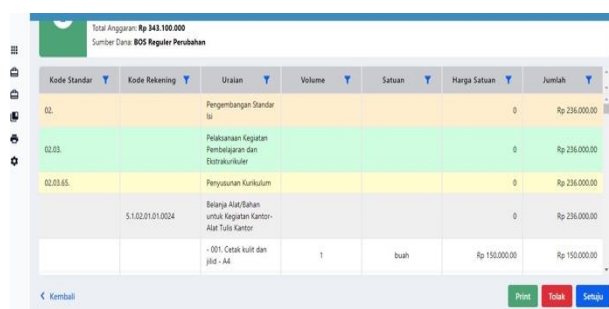 Total Anggaran: Rp 343.100.000
Sumber Dana: BOS Reguler Perubahan
Kode Standar Kode Rekening Uraian Volume Satuan Harga Satuan Jumlah
02. Pengembangan Standar Isi 0 Rp 236.000,00
02.03. Pelaksanaan Kegiatan Pembelajaran dan Ekstrakurikuler 0 Rp 236.000,00
02.03.65. Penyusunan Kurikulum 0 Rp 236.000,00
5.1.02.01.01.0024 Belanja Alat/Bahan untuk Kegiatan Kantor- Alat Tulis Kantor 0 Rp 236.000,00
- 001. Cetak kulit dan jilid - A4 1 buah Rp 150.000,00 Rp 150.000,00
Kembali Print Tolak Setuju